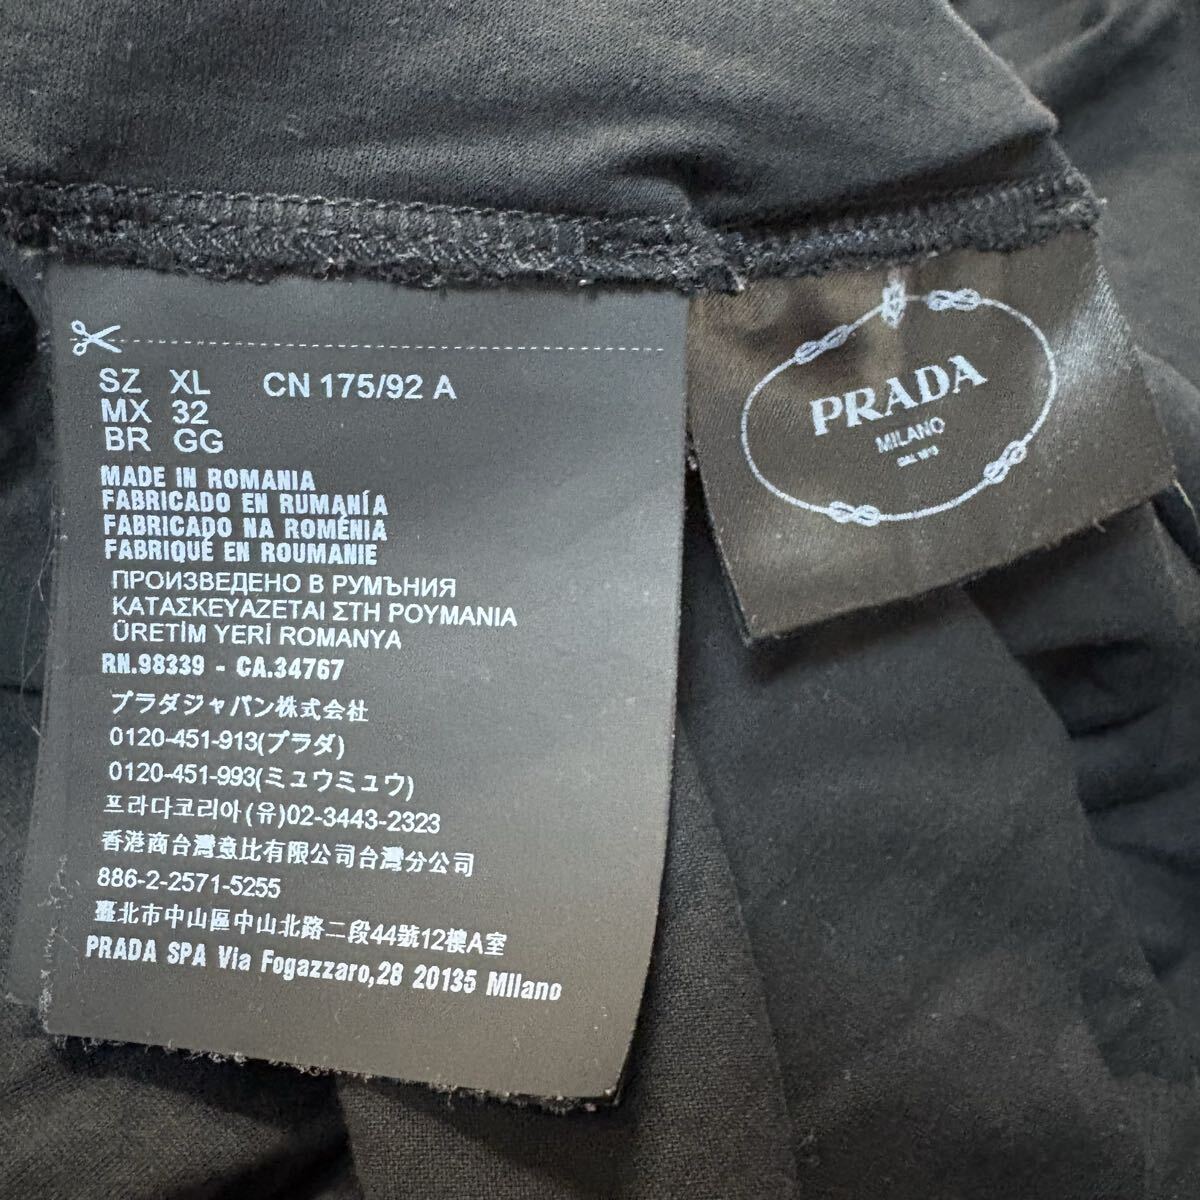 SZ XL CN 175/92 A
MX 32
BR GG
MADE IN ROMANIA
FABRICADO EN RUMANÍA
FABRICADO NA ROMÉNIA
FABRIQUÉ EN ROUMANIE
ПРОИЗВЕДЕНО В РУМЪНИЯ
ΚΑΤΑΣΚΕΥΑΖΕΤΑΙ ΣΤΗ ΡΟΥΜΑΝΙΑ
ÜRETİM YERİ ROMANYA
RN.98339 - CA.34767
プラダジャパン株式会社
0120-451-913(プラダ)
0120-451-993(ミュウミュウ)
프라다코리아(유)02-3443-2323
香港商台灣意比有限公司台灣分公司
886-2-2571-5255
臺北市中山區中山北路二段44號12樓A室
PRADA SPA Via Fogazzaro,28 20135 Milano
PRADA
MILANO